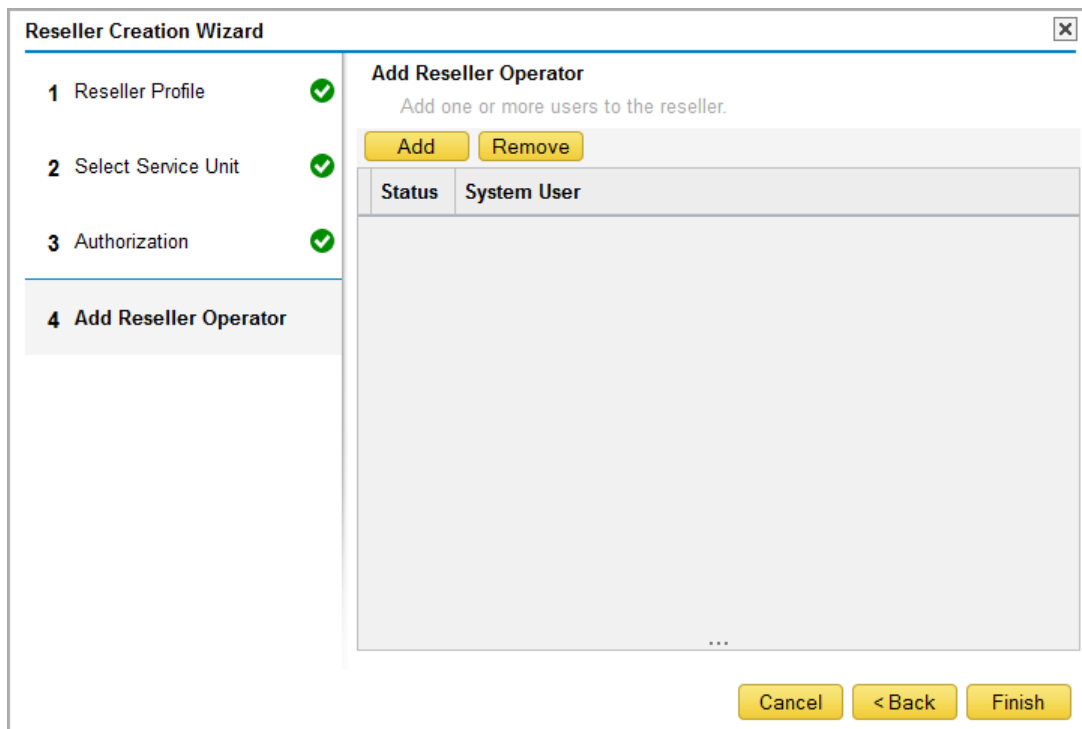 Reseller Creation Wizard
1 Reseller Profile
2 Select Service Unit
3 Authorization
4 Add Reseller Operator
Add Reseller Operator
Add one or more users to the reseller.
Add Remove
Status System User
...
Cancel < Back Finish